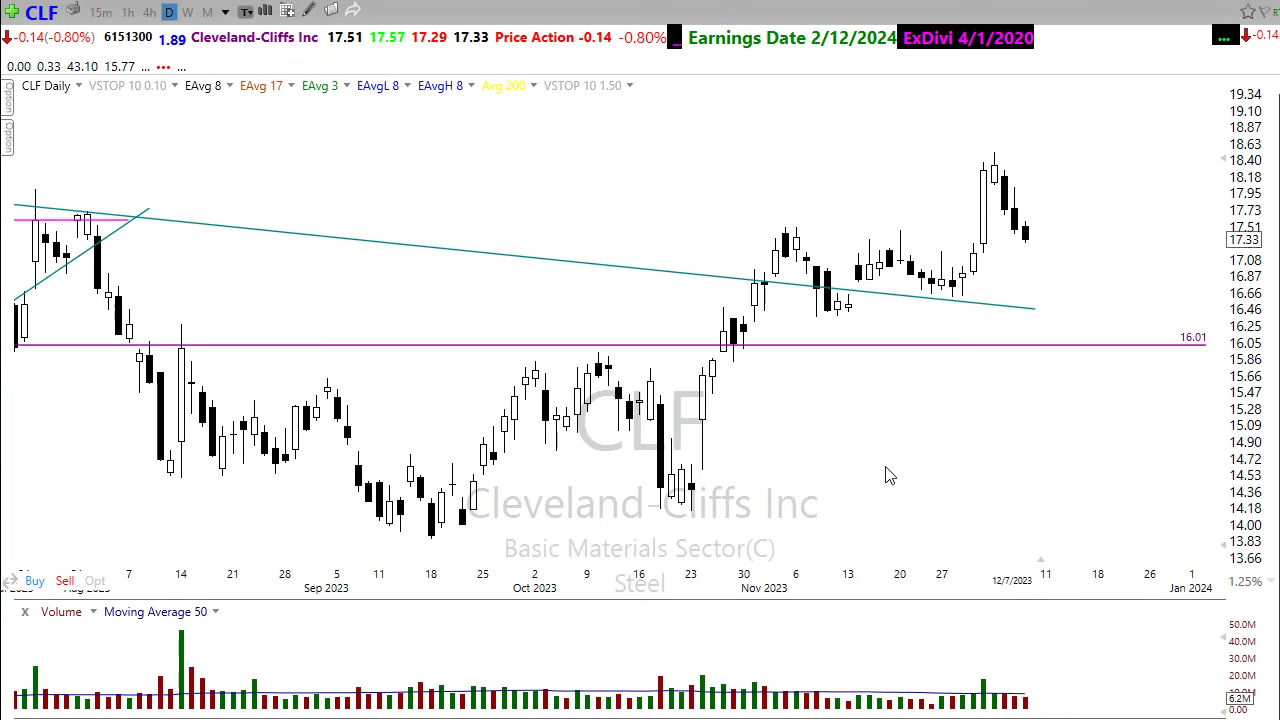 CLF 15m 1h 4h D W M T
-0.14(-0.80%) 6151300 1.89 Cleveland-Cliffs Inc 17.51 17.57 17.29 17.33 Price Action -0.14 -0.80% ... Earnings Date 2/12/2024 ExDivi 4/1/2020 ... -0.14
0.00 0.33 43.10 15.77 ... ... ...
CLF Daily VSTOP 10 0.10 EAvg 8 EAvg 17 EAvg 3 EAvgL 8 EAvgH 8 Avg 200 VSTOP 10 1.50
Option
Option
19.34
19.10
18.87
18.63
18.40
18.18
17.95
17.73
17.51
17.33
17.08
16.87
16.66
16.46
16.25
16.01
16.05
15.86
15.66
15.47
15.28
15.09
14.90
14.72
14.53
14.36
14.18
14.00
13.83
13.66
CLF
Cleveland-Cliffs Inc
Basic Materials Sector(C)
Steel
7 14 21 28 5 11 18 25 2 9 16 23 30 6 13 20 27 12/7/2023 11 18 26 1
Buy Sell Opt 1.25%
Aug 2023 Sep 2023 Oct 2023 Nov 2023 Jan 2024
x Volume Moving Average 50
50.0M
40.0M
30.0M
20.0M
6.2M
0.00